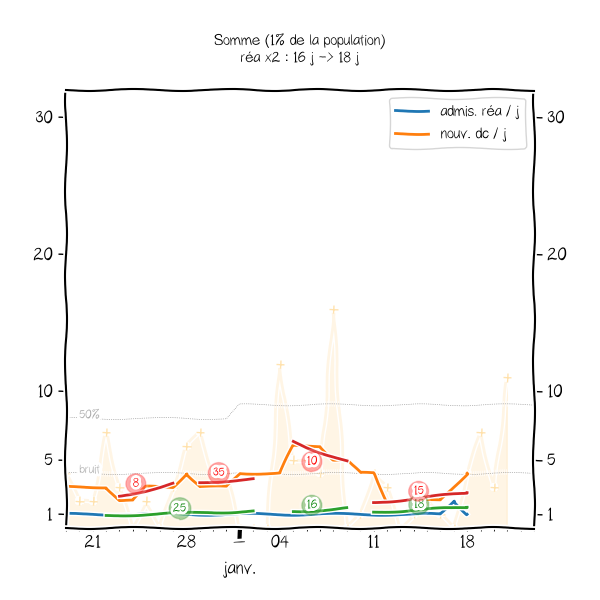 Somme (1% de la population)
réa x2 : 16 j -> 18 j
admis. réa / j
nouv. dc / j
30 30
20 20
10 10
50%
5 5
bruit
8 35 10 15
25 16 18
1 1
21 28 04 11 18
janv.